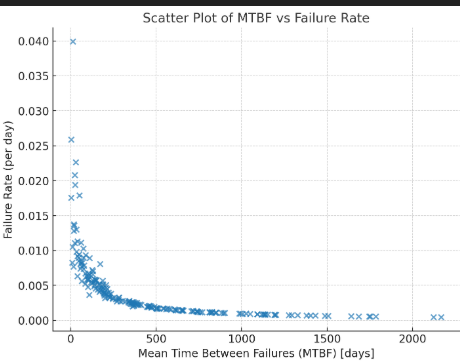 Scatter Plot of MTBF vs Failure Rate
0.040
0.035
0.030
0.025
0.020
0.015
0.010
0.005
0.000
Failure Rate (per day)
0 500 1000 1500 2000
Mean Time Between Failures (MTBF) [days]